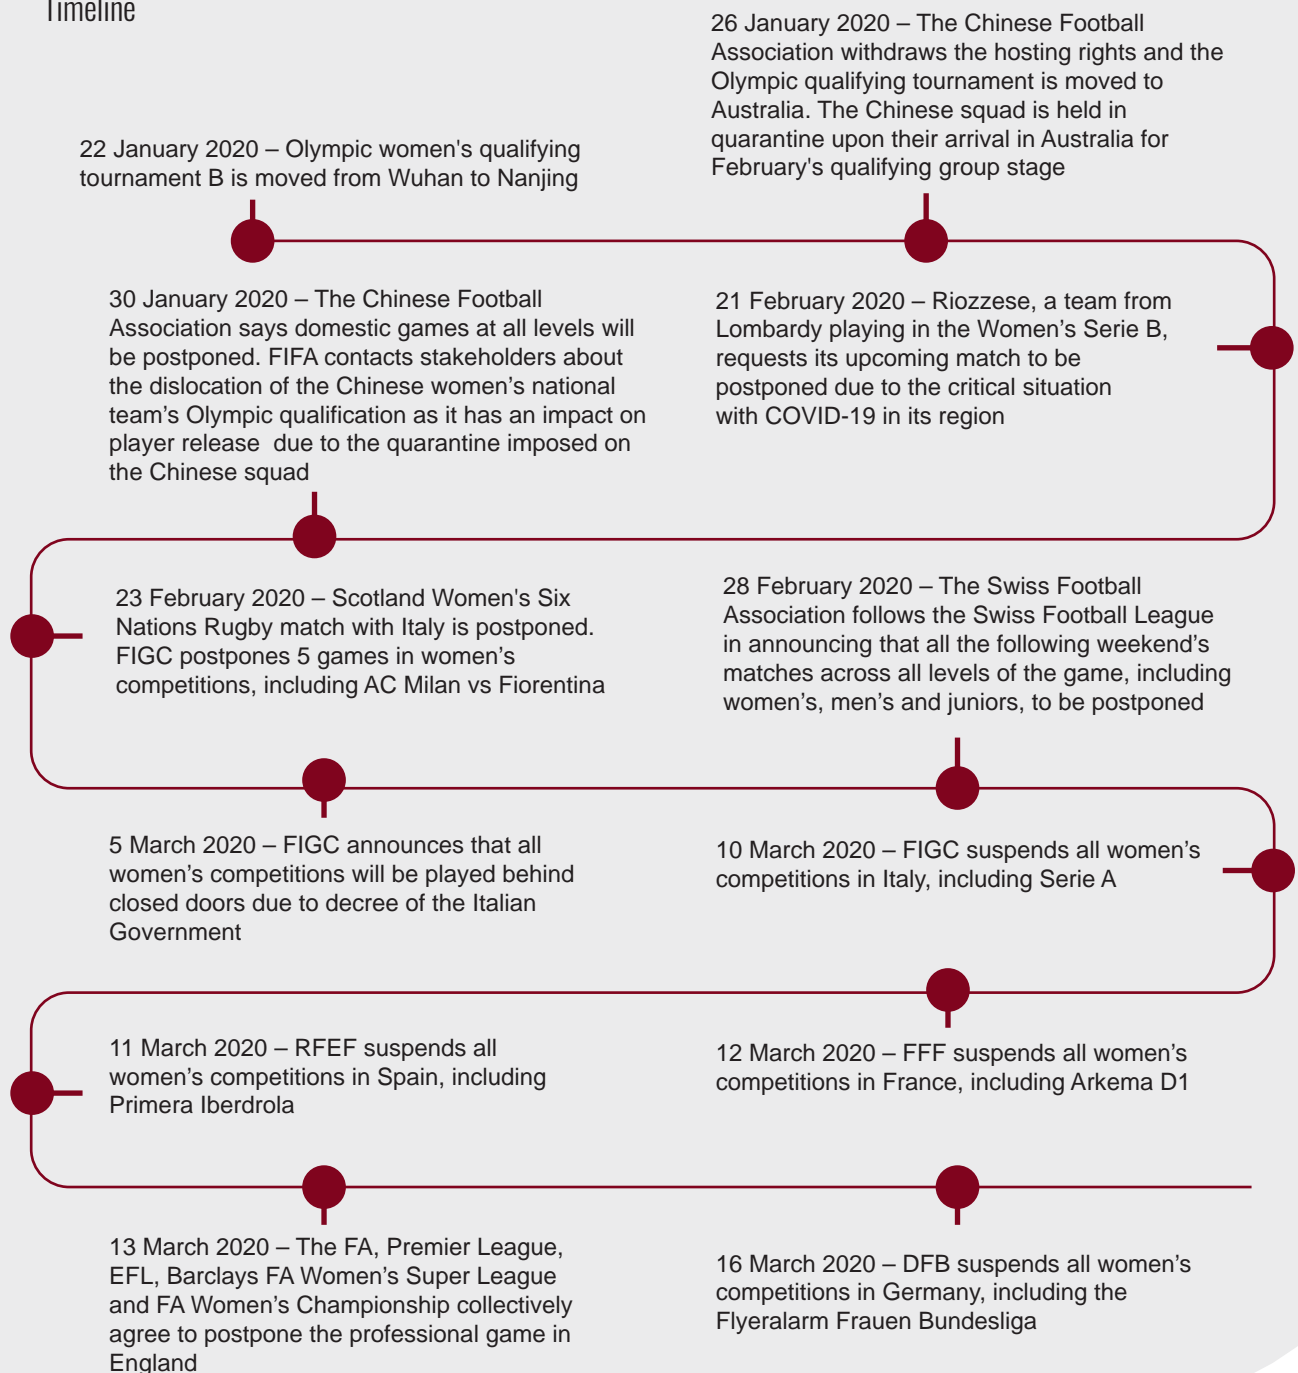 Timeline
26 January 2020 – The Chinese Football
Association withdraws the hosting rights and the
Olympic qualifying tournament is moved to
Australia. The Chinese squad is held in
quarantine upon their arrival in Australia for
February's qualifying group stage
22 January 2020 – Olympic women's qualifying
tournament B is moved from Wuhan to Nanjing
30 January 2020 – The Chinese Football
Association says domestic games at all levels will
be postponed. FIFA contacts stakeholders about
the dislocation of the Chinese women’s national
team’s Olympic qualification as it has an impact on
player release  due to the quarantine imposed on
the Chinese squad
21 February 2020 – Riozzese, a team from
Lombardy playing in the Women’s Serie B,
requests its upcoming match to be
postponed due to the critical situation
with COVID-19 in its region
23 February 2020 – Scotland Women's Six
Nations Rugby match with Italy is postponed.
FIGC postpones 5 games in women’s
competitions, including AC Milan vs Fiorentina
28 February 2020 – The Swiss Football
Association follows the Swiss Football League
in announcing that all the following weekend’s
matches across all levels of the game, including
women’s, men’s and juniors, to be postponed
5 March 2020 – FIGC announces that all
women’s competitions will be played behind
closed doors due to decree of the Italian
Government
10 March 2020 – FIGC suspends all women’s
competitions in Italy, including Serie A
11 March 2020 – RFEF suspends all
women’s competitions in Spain, including
Primera Iberdrola
12 March 2020 – FFF suspends all women’s
competitions in France, including Arkema D1
13 March 2020 – The FA, Premier League,
EFL, Barclays FA Women’s Super League
and FA Women’s Championship collectively
agree to postpone the professional game in
England
16 March 2020 – DFB suspends all women’s
competitions in Germany, including the
Flyeralarm Frauen Bundesliga